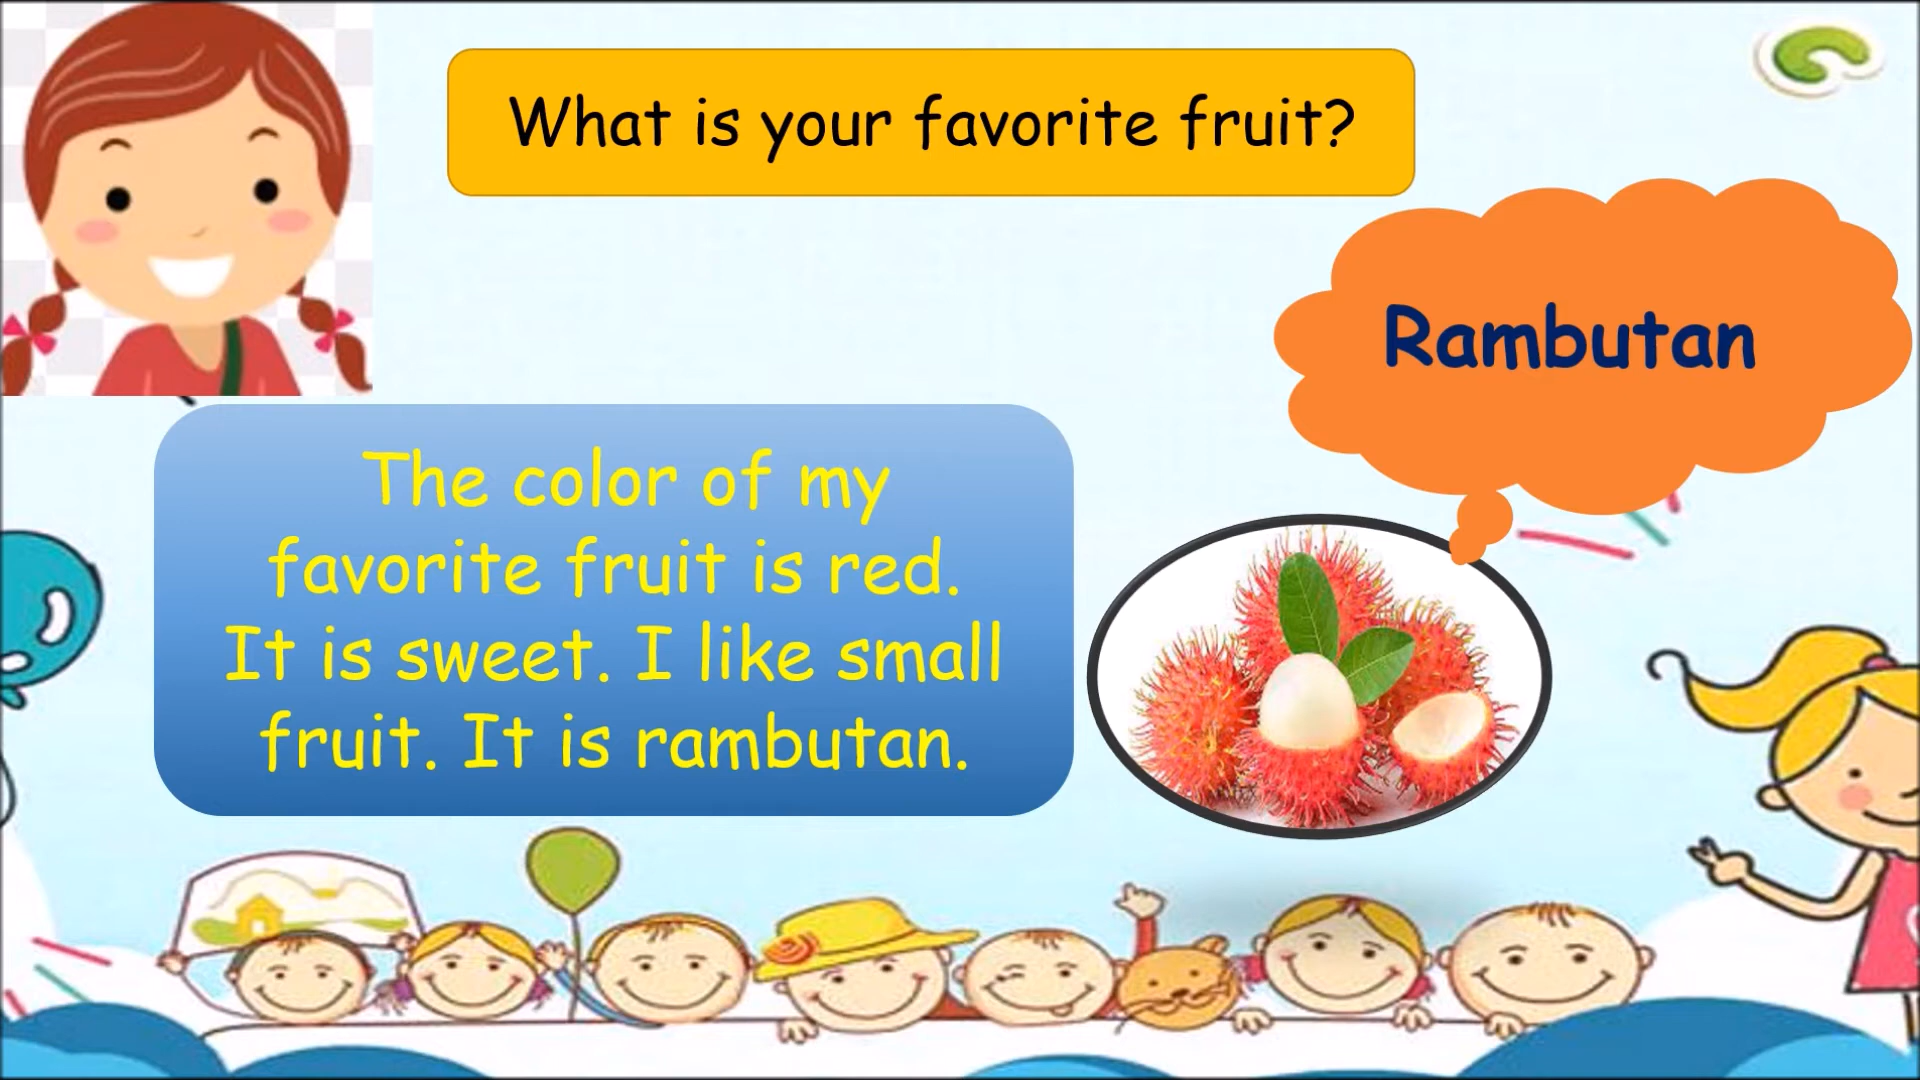 What is your favorite fruit?
Rambutan
The color of my
favorite fruit is red.
It is sweet. I like small
fruit. It is rambutan.